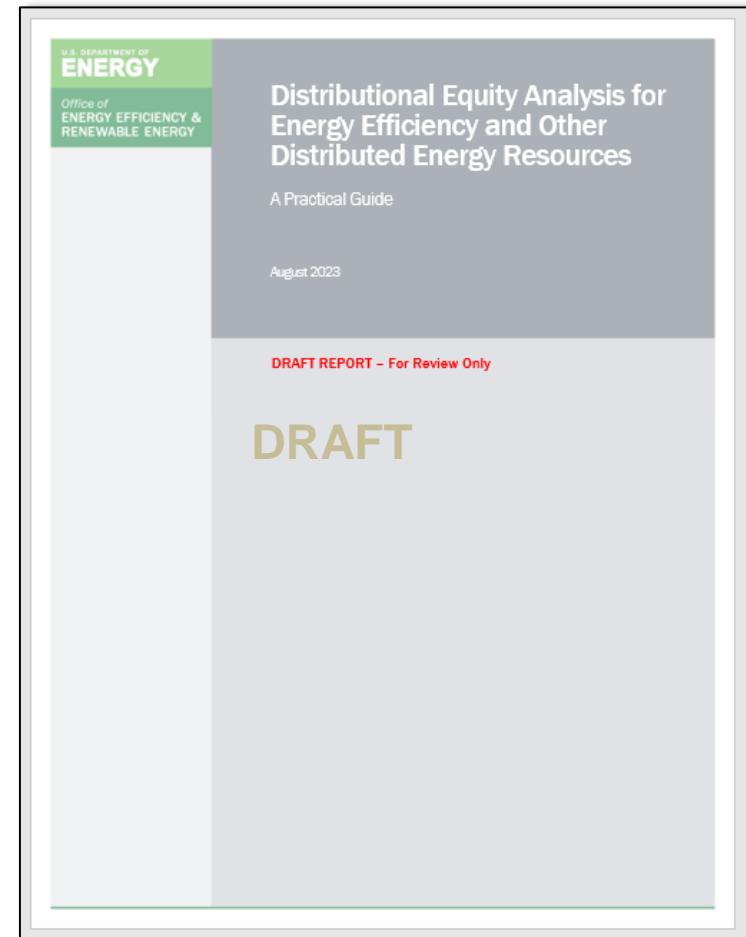 U.S. DEPARTMENT OF
ENERGY
Office of
ENERGY EFFICIENCY &
RENEWABLE ENERGY
Distributional Equity Analysis for
Energy Efficiency and Other
Distributed Energy Resources
A Practical Guide
August 2023
DRAFT REPORT – For Review Only
DRAFT